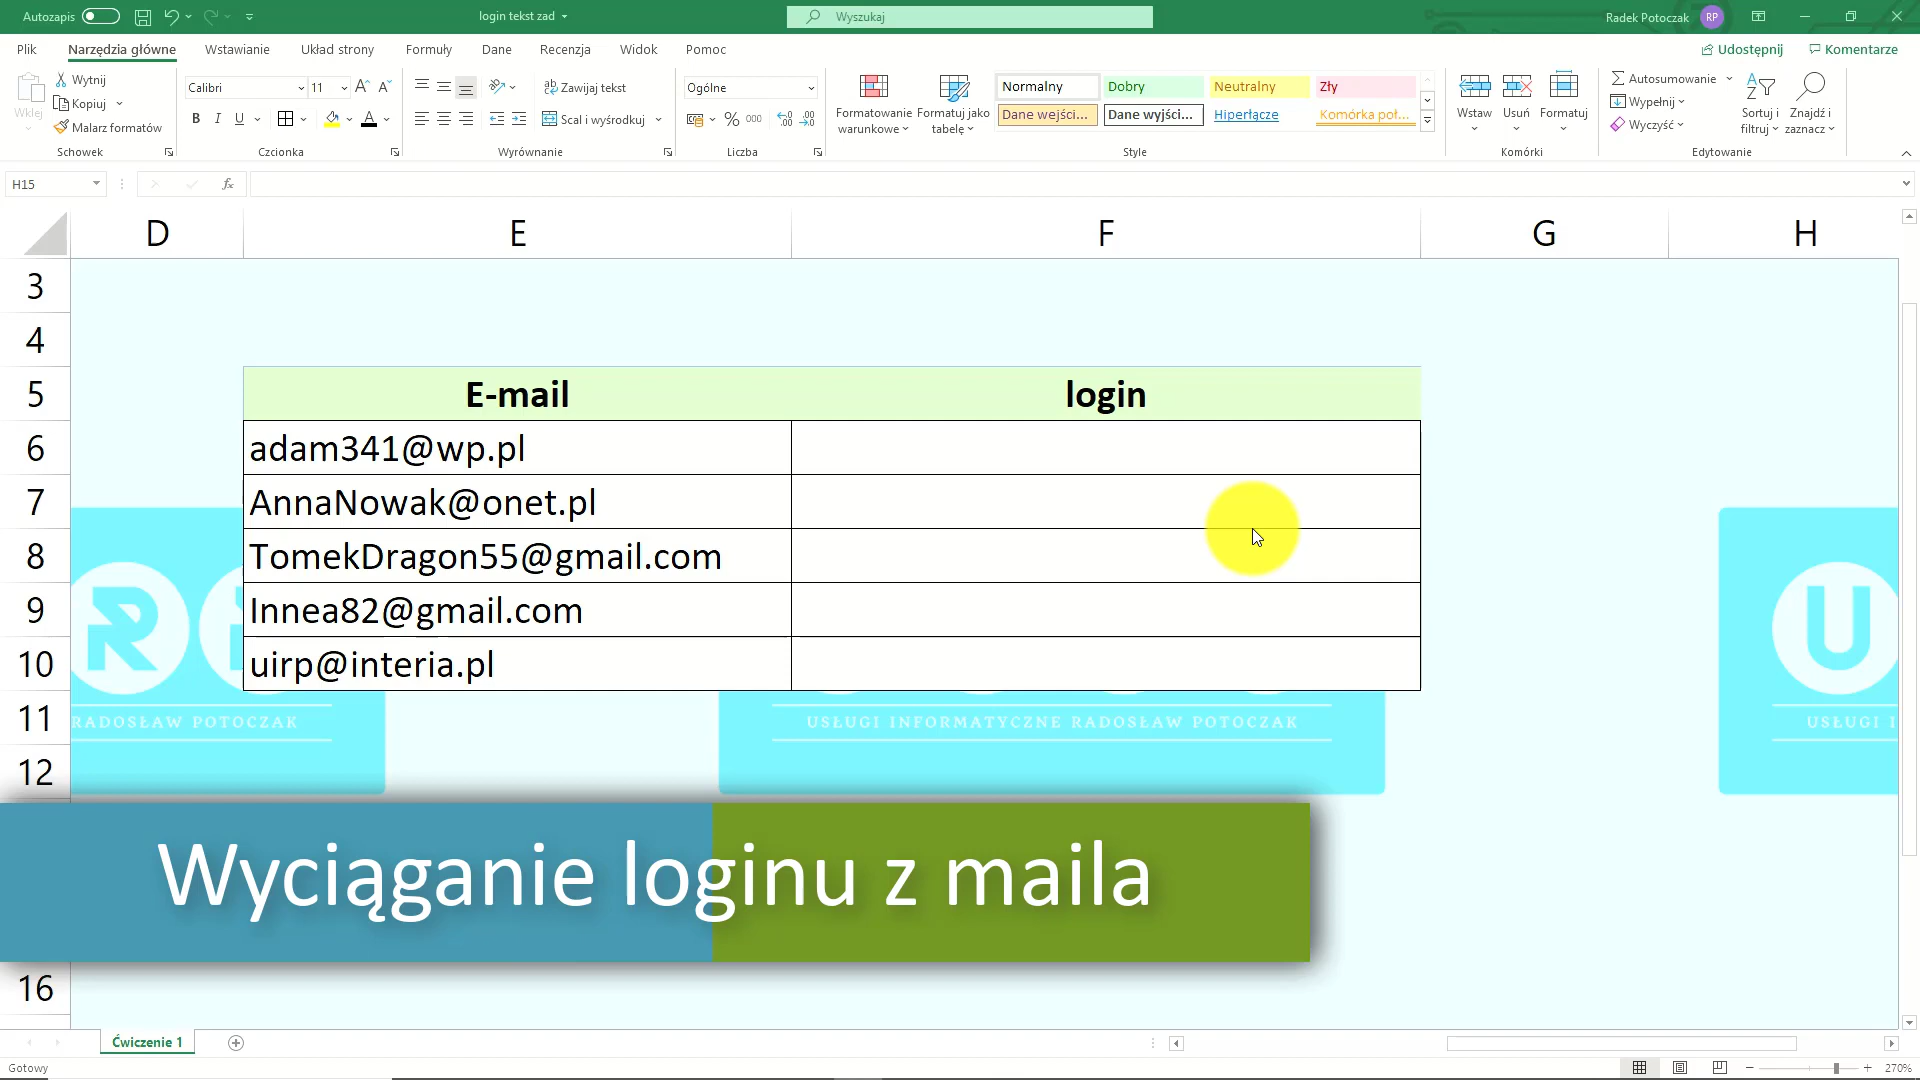 Autozapis
login tekst zad
Wyszukaj
Radek Potoczak
RP
Plik
Narzędzia główne
Wstawianie
Układ strony
Formuły
Dane
Recenzja
Widok
Pomoc
Udostępnij
Komentarze
Wklej
Wytnij
Kopiuj
Malarz formatów
Schowek
Calibri
11
B I U
Czcionka
Zawijaj tekst
Scal i wyśrodkuj
Wyrównanie
Ogólne
% 000
Liczba
Formatowanie
warunkowe
Formatuj jako
tabelę
Normalny
Dobry
Neutralny
Zły
Dane wejści...
Dane wyjści...
Hiperłącze
Komórka poł...
Style
Wstaw
Usuń
Formatuj
Komórki
Autosumowanie
Wypełnij
Wyczyść
Sortuj i
filtruj
Znajdź i
zaznacz
Edytowanie
H15
fx
D E F G H
3
4
5 E-mail login
6 adam341@wp.pl
7 AnnaNowak@onet.pl
8 TomekDragon55@gmail.com
9 Innea82@gmail.com
10 uirp@interia.pl
11
RADOSŁAW POTOCZAK
USŁUGI INFORMATYCZNE RADOSŁAW POTOCZAK
U
USŁUGI I
12
Wyciąganie loginu z maila
16
Ćwiczenie 1
Gotowy
270%